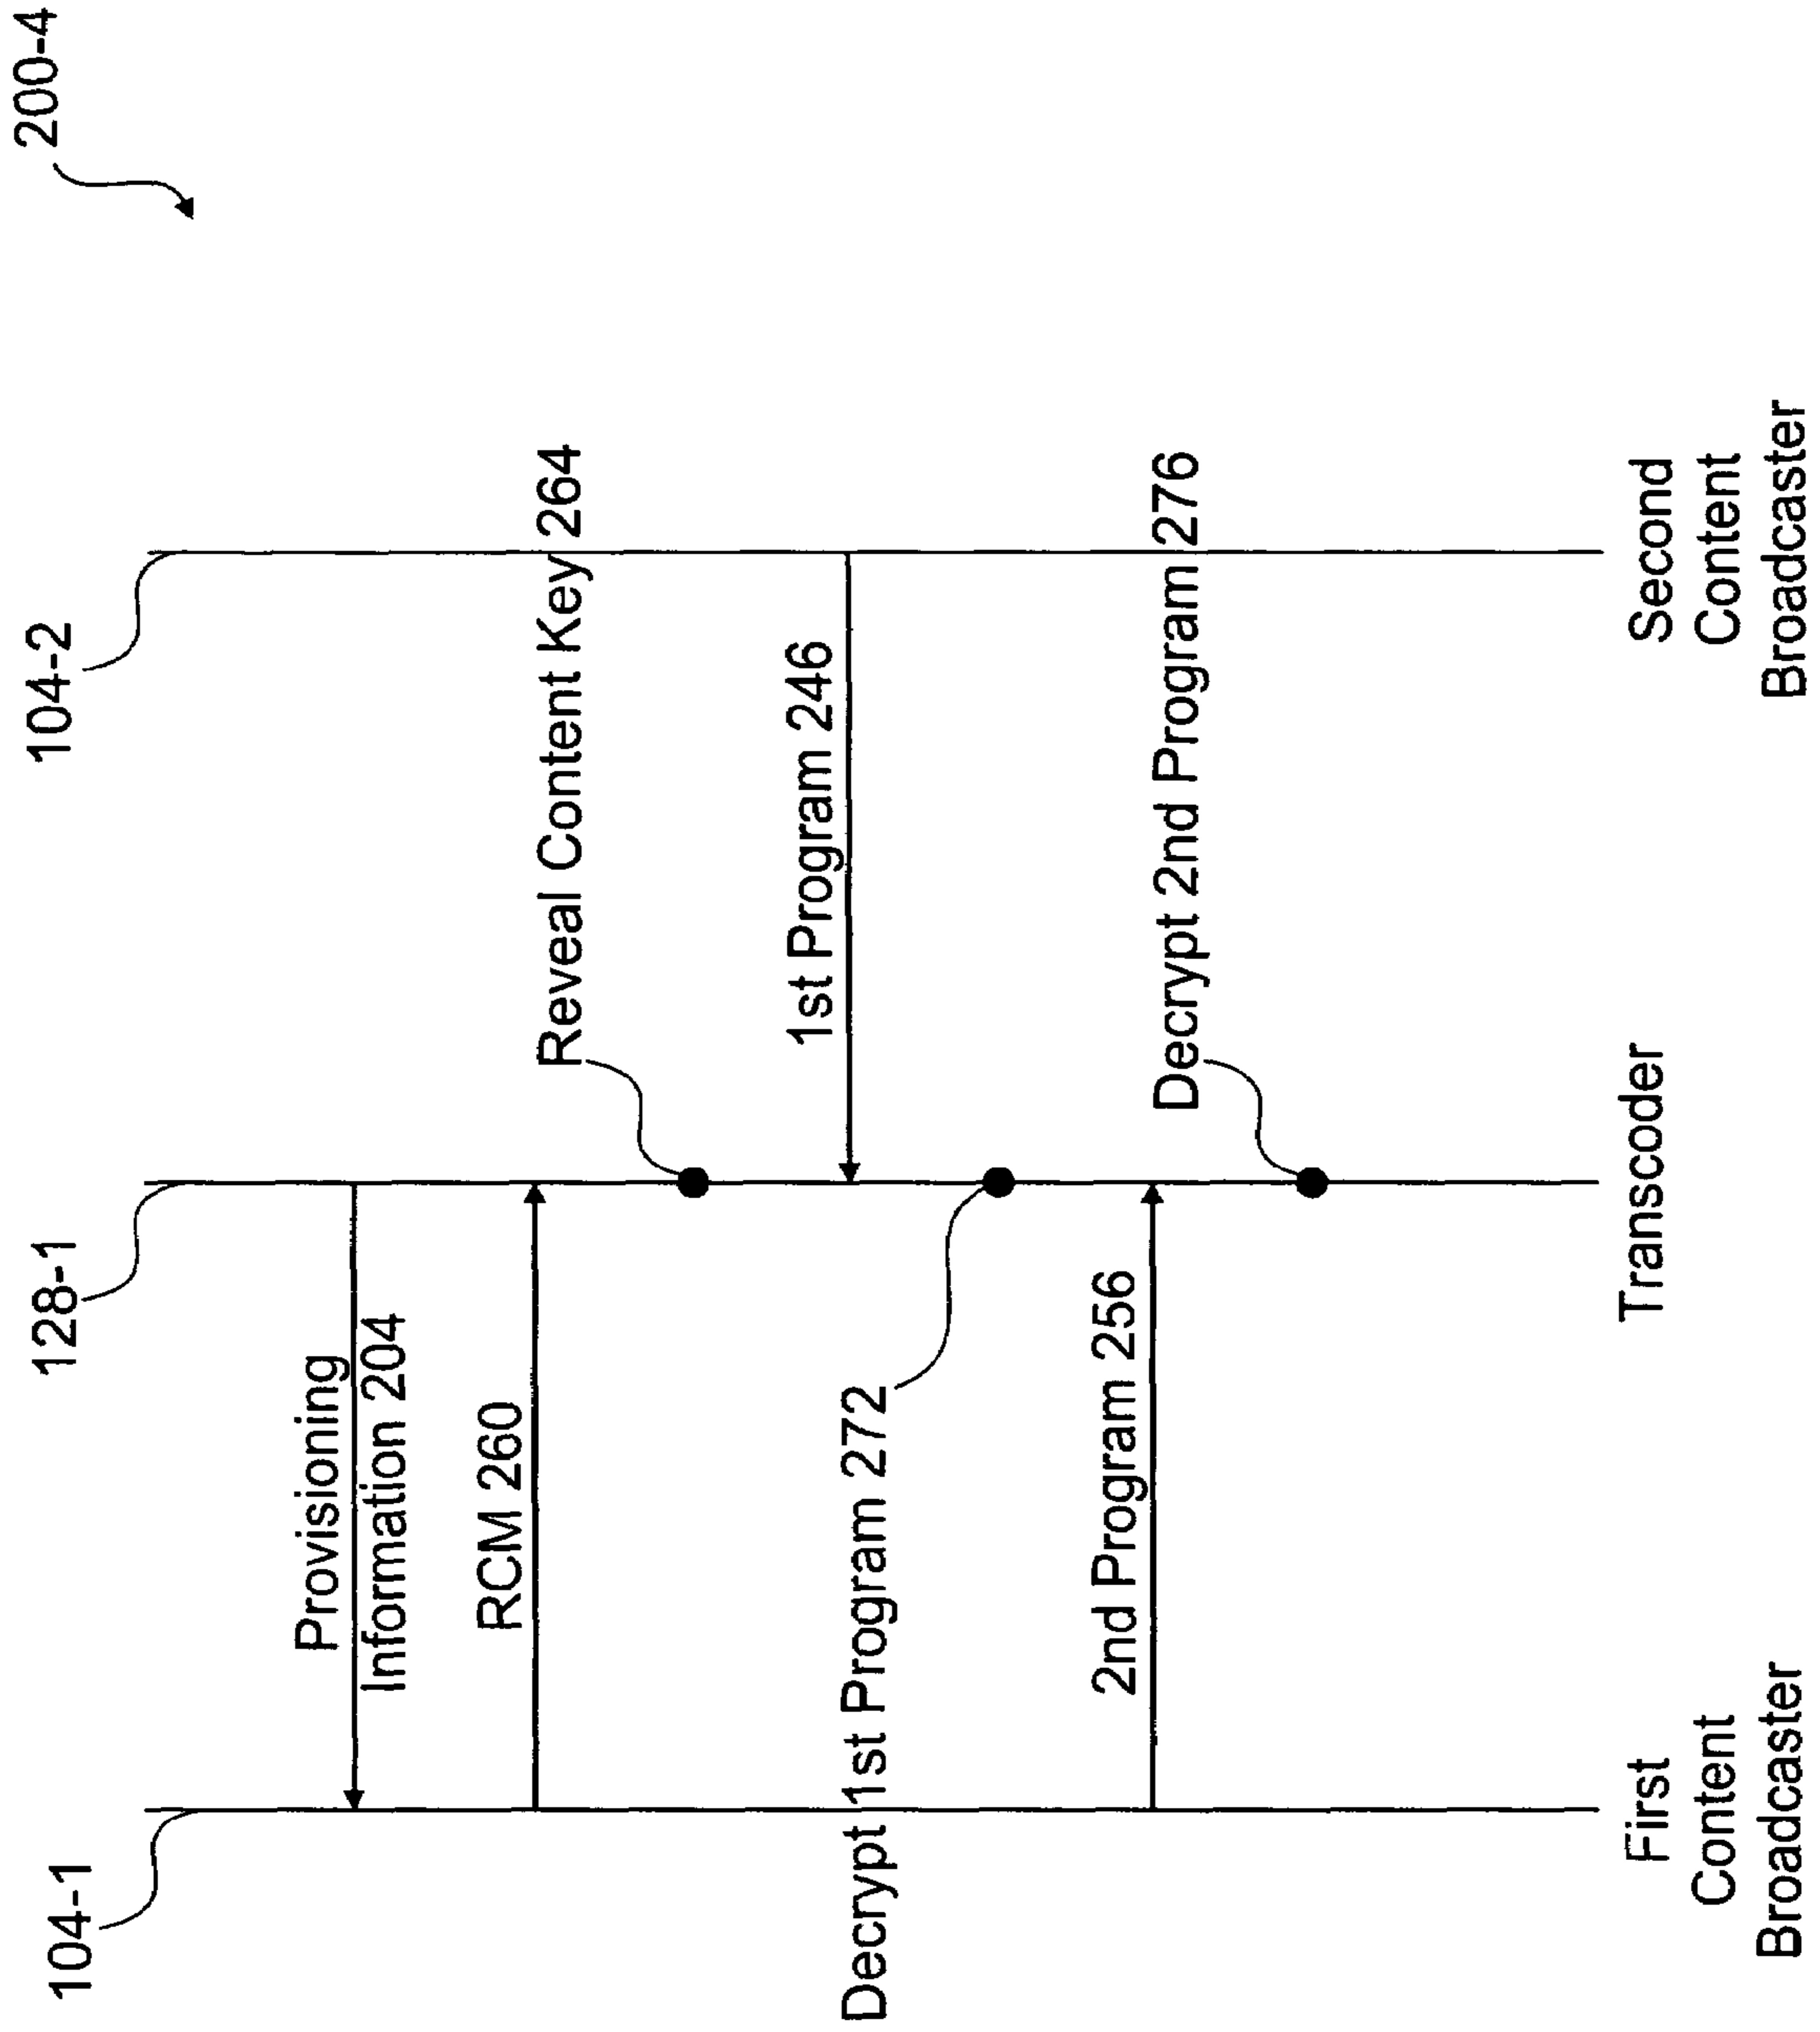 200-4
104-1
128-1
104-2
Provisioning
Information 204
RCM 260
Reveal Content Key 264
1st Program 246
Decrypt 1st Program 272
2nd Program 256
Decrypt 2nd Program 276
First
Content
Broadcaster
Transcoder
Second
Content
Broadcaster